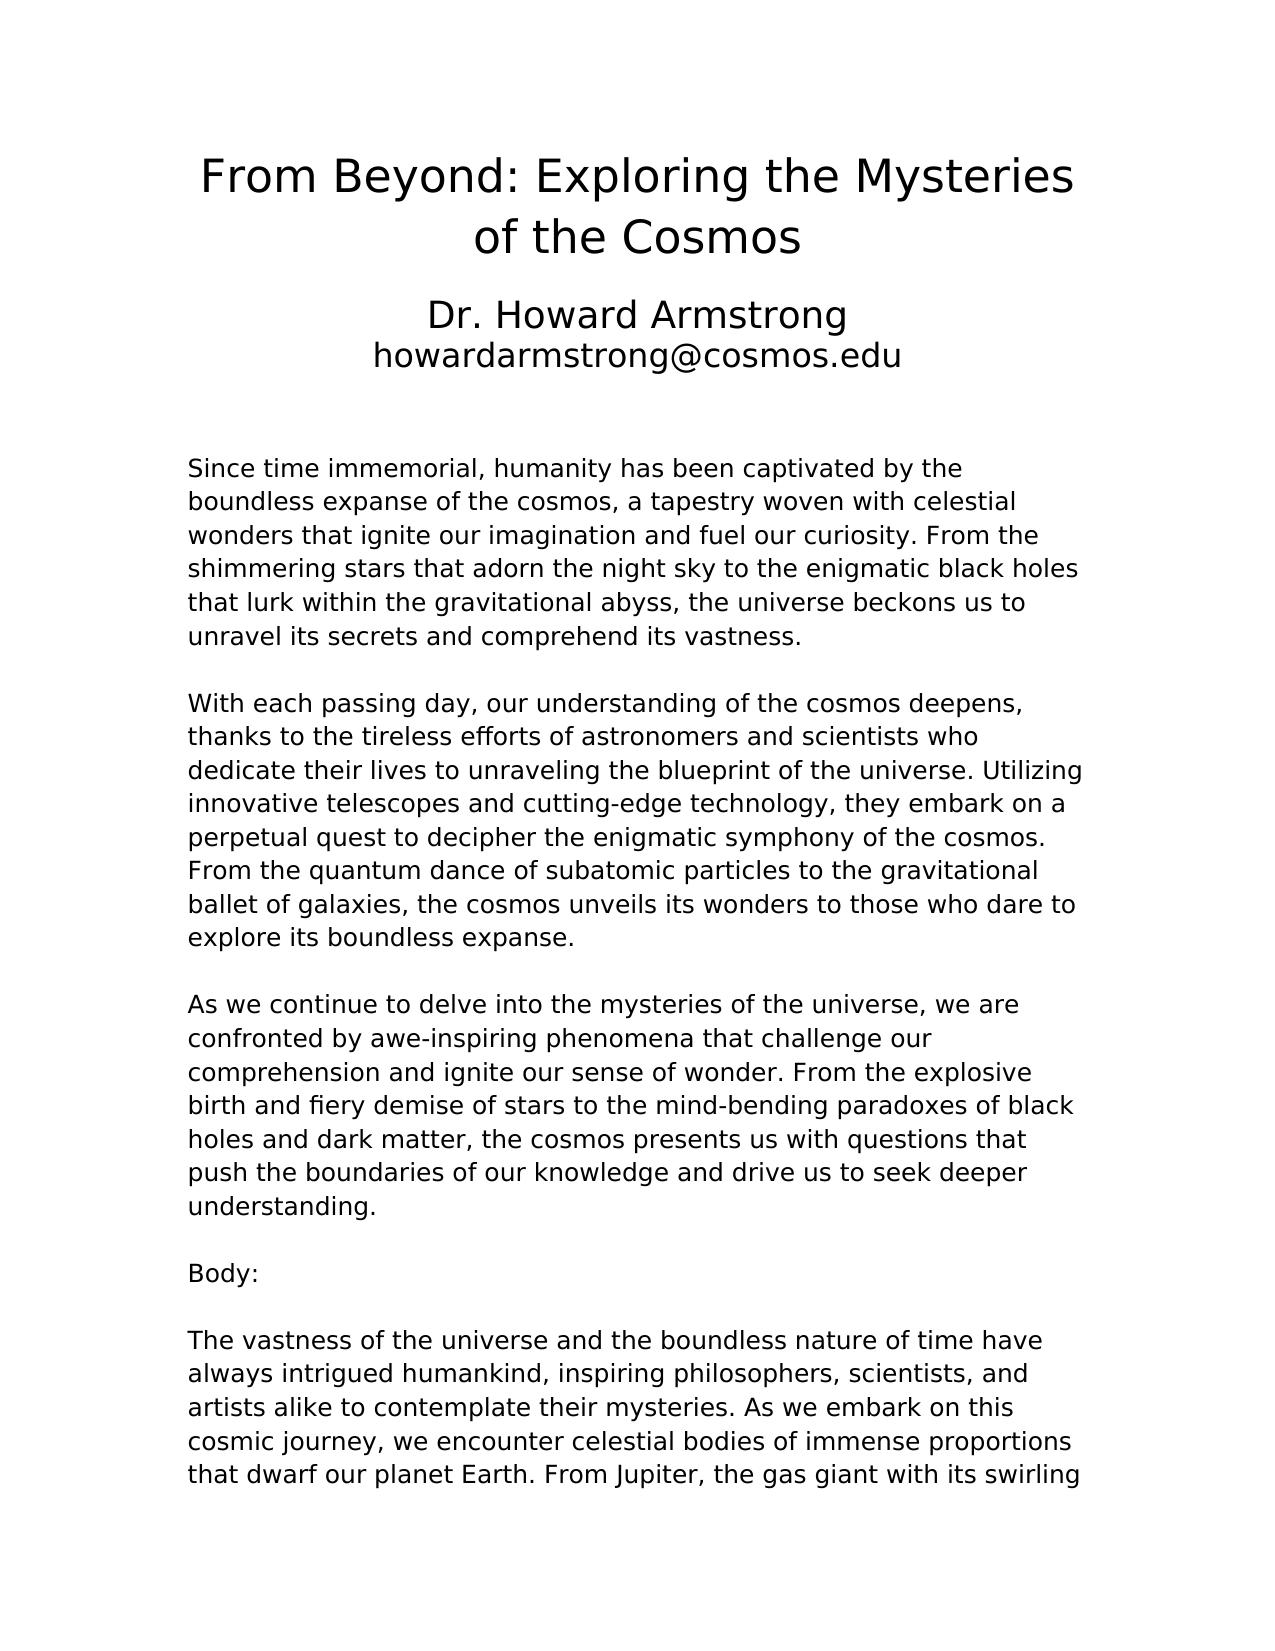 From Beyond: Exploring the Mysteries
of the Cosmos
Dr. Howard Armstrong
howardarmstrong@cosmos.edu
Since time immemorial, humanity has been captivated by the
boundless expanse of the cosmos, a tapestry woven with celestial
wonders that ignite our imagination and fuel our curiosity. From the
shimmering stars that adorn the night sky to the enigmatic black holes
that lurk within the gravitational abyss, the universe beckons us to
unravel its secrets and comprehend its vastness.
With each passing day, our understanding of the cosmos deepens,
thanks to the tireless efforts of astronomers and scientists who
dedicate their lives to unraveling the blueprint of the universe. Utilizing
innovative telescopes and cutting-edge technology, they embark on a
perpetual quest to decipher the enigmatic symphony of the cosmos.
From the quantum dance of subatomic particles to the gravitational
ballet of galaxies, the cosmos unveils its wonders to those who dare to
explore its boundless expanse.
As we continue to delve into the mysteries of the universe, we are
confronted by awe-inspiring phenomena that challenge our
comprehension and ignite our sense of wonder. From the explosive
birth and fiery demise of stars to the mind-bending paradoxes of black
holes and dark matter, the cosmos presents us with questions that
push the boundaries of our knowledge and drive us to seek deeper
understanding.
Body:
The vastness of the universe and the boundless nature of time have
always intrigued humankind, inspiring philosophers, scientists, and
artists alike to contemplate their mysteries. As we embark on this
cosmic journey, we encounter celestial bodies of immense proportions
that dwarf our planet Earth. From Jupiter, the gas giant with its swirling